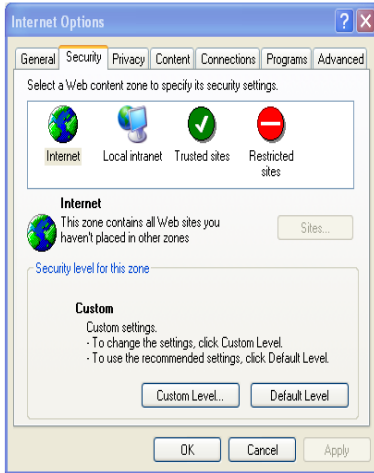 Internet Options
General Security Privacy Content Connections Programs Advanced
Select a Web content zone to specify its security settings.
Internet Local intranet Trusted sites Restricted
sites
Internet
This zone contains all Web sites you
haven't placed in other zones
Sites...
Security level for this zone
Custom
Custom settings.
- To change the settings, click Custom Level.
- To use the recommended settings, click Default Level.
Custom Level... Default Level
OK Cancel Apply